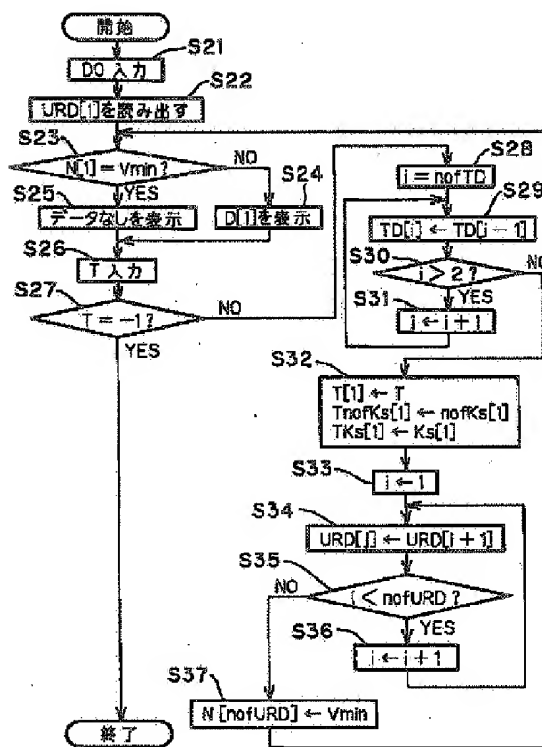 開始
S21
DO 入力
S22
URD[1]を読み出す
S23
N[1]=Vmin?
NO
YES
S24
S25
データなしを表示
D[1]を表示
S26
T 入力
S27
T=-1?
NO
YES
S28
i=nofTD
S29
TD[i]←TD[i-1]
S30
i>2?
NO
YES
S31
i←i+1
S32
T[1]←T
TnofKs[1]←nofKs[1]
TKs[1]←Ks[1]
S33
i←1
S34
URD[i]←URD[i+1]
S35
i<nofURD?
NO
YES
S36
i←i+1
S37
N[nofURD]←Vmin
終了